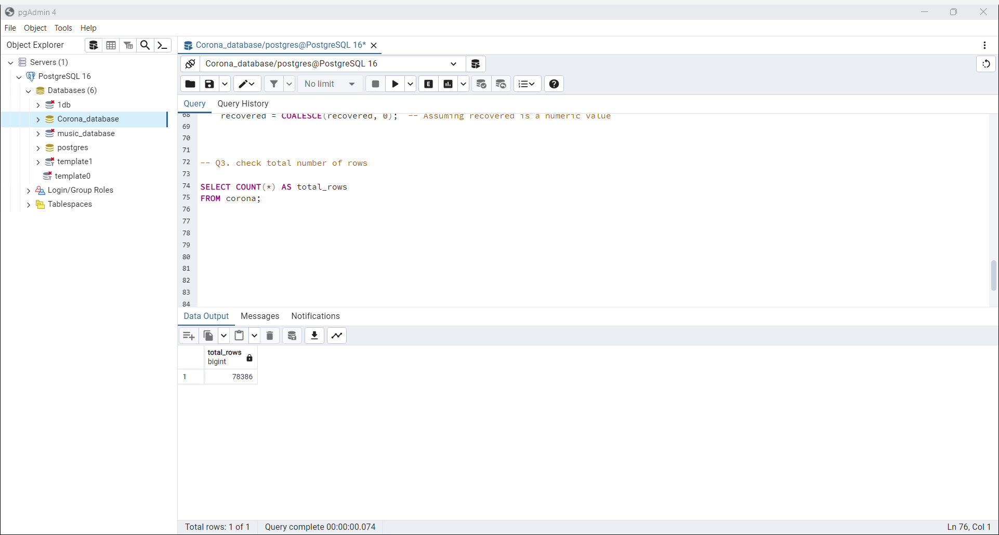 pgAdmin 4
File Object Tools Help
Object Explorer
Servers (1)
PostgreSQL 16
Databases (6)
1db
Corona_database
music_database
postgres
template1
template0
Login/Group Roles
Tablespaces
Corona_database/postgres@PostgreSQL 16*
Corona_database/postgres@PostgreSQL 16
No limit
E
Query Query History
68 recovered = COALESCE(recovered, 0); -- Assuming recovered is a numeric value
69
70
71
72 -- Q3. check total number of rows
73
74 SELECT COUNT(*) AS total_rows
75 FROM corona;
76
77
78
79
80
81
82
83
84
Data Output Messages Notifications
total_rows
bigint
1 78386
Total rows: 1 of 1 Query complete 00:00:00.074 Ln 76, Col 1